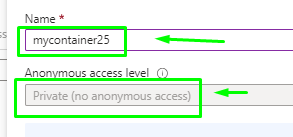 Name *
mycontainer25
Anonymous access level
Private (no anonymous access)